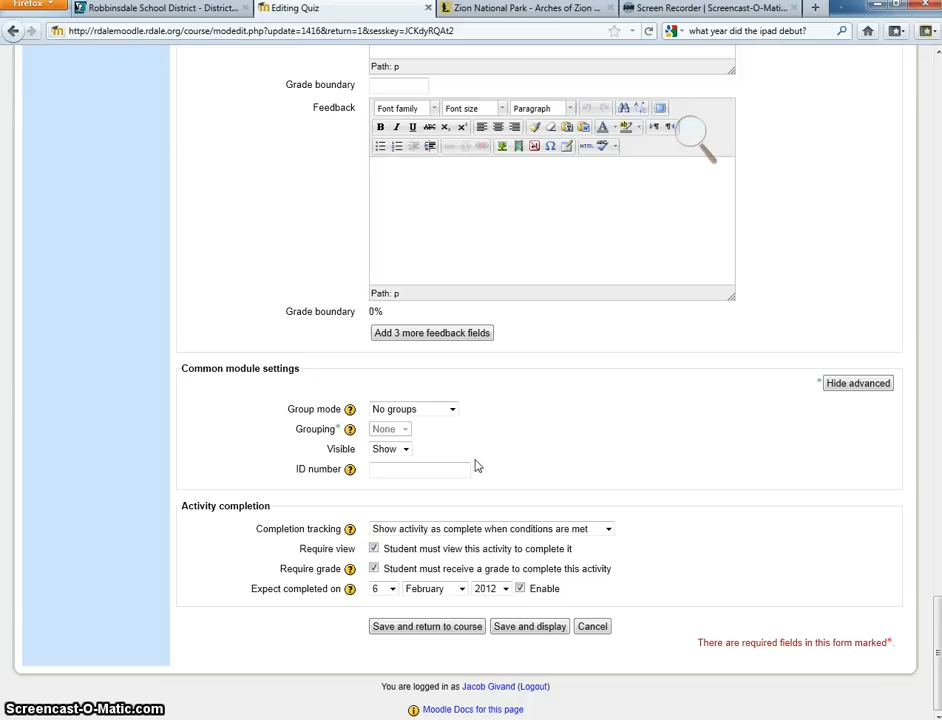 Firefox
Robbinsdale School District - District...
Editing Quiz
Zion National Park - Arches of Zion ...
Screen Recorder | Screencast-O-Mati...
http://rdalemoodle.rdale.org/course/modedit.php?update=1416&return=1&sesskey=JCKdyRQAt2
what year did the ipad debut?
Path: p
Grade boundary
Feedback
Font family
Font size
Paragraph
B I U ABC X₂ X²
HTML
Path: p
Grade boundary 0%
Add 3 more feedback fields
Common module settings
* Hide advanced
Group mode No groups
Grouping* None
Visible Show
ID number
Activity completion
Completion tracking Show activity as complete when conditions are met
Require view Student must view this activity to complete it
Require grade Student must receive a grade to complete this activity
Expect completed on 6 February 2012 Enable
Save and return to course Save and display Cancel
There are required fields in this form marked*.
You are logged in as Jacob Givand (Logout)
Moodle Docs for this page
Screencast-O-Matic.com